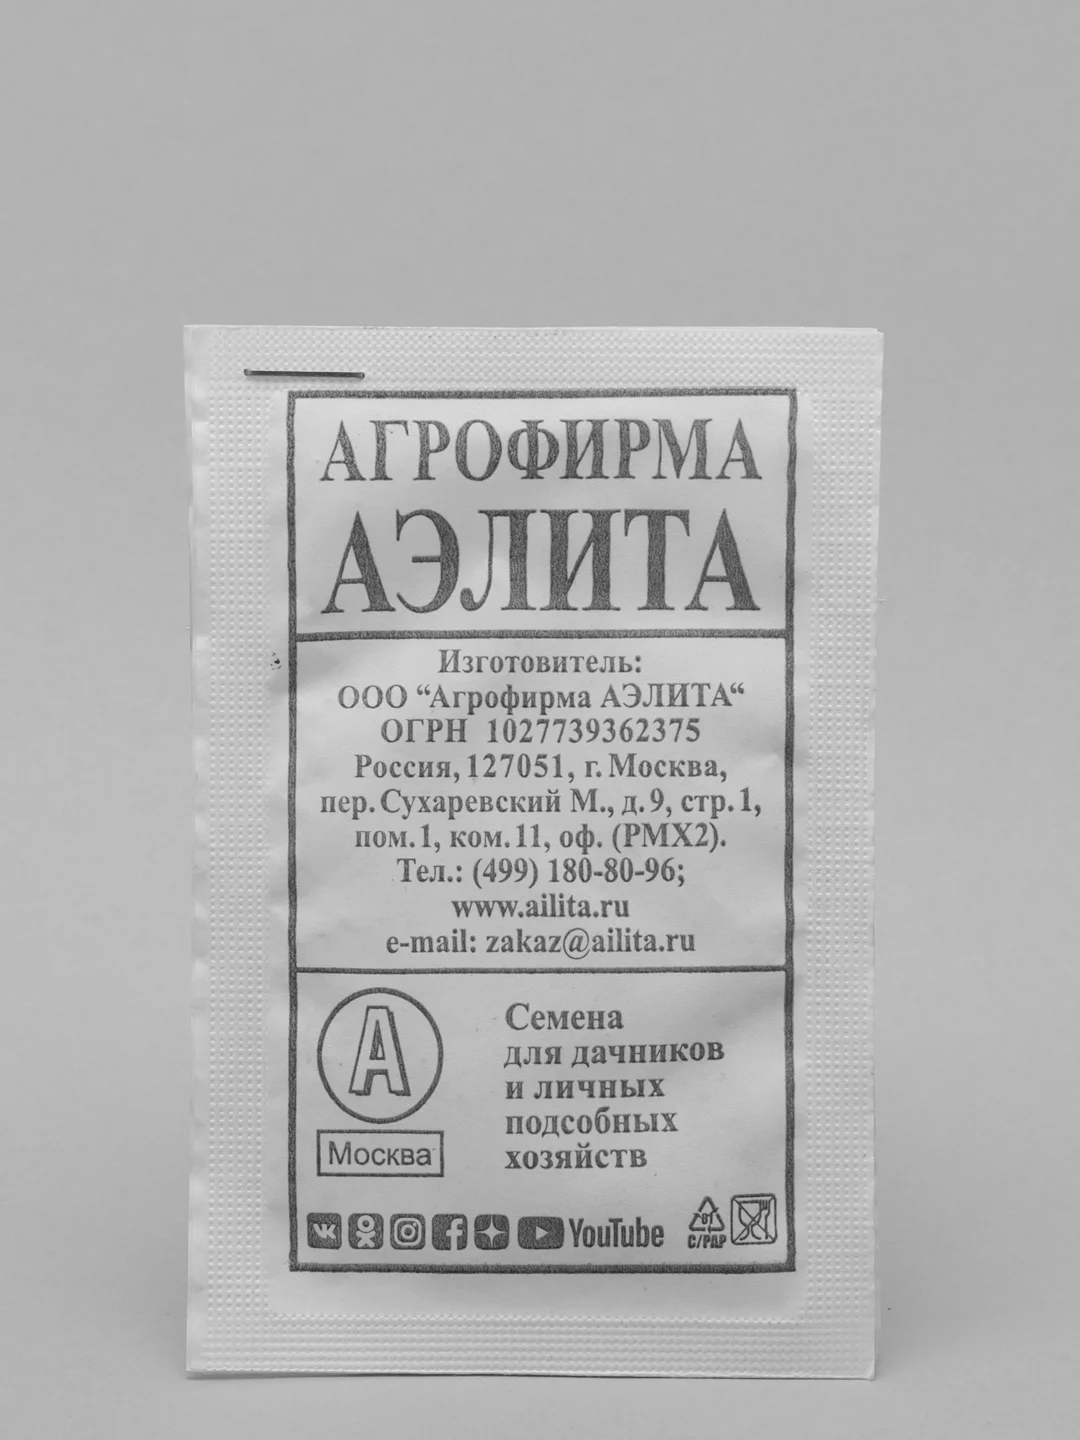 АГРОФИРМА
АЭЛИТА
Изготовитель:
ООО “Агрофирма АЭЛИТА“
ОГРН 1027739362375
Россия, 127051, г. Москва,
пер. Сухаревский М., д. 9, стр. 1,
пом. 1, ком. 11, оф. (РМХ2).
Тел.: (499) 180-80-96;
www.ailita.ru
e-mail: zakaz@ailita.ru
А
Москва
Семена
для дачников
и личных
подсобных
хозяйств
YouTube
81
C/PAP